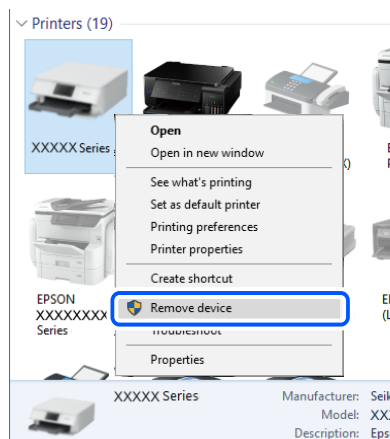 Printers (19)
XXXXX Series
Open
Open in new window
See what's printing
Set as default printer
Printing preferences
Printer properties
Create shortcut
Remove device
Troubleshoot
Properties
EPSON
XXXXXXXX
Series
XXXXX Series
Manufacturer:
Model:
Description: